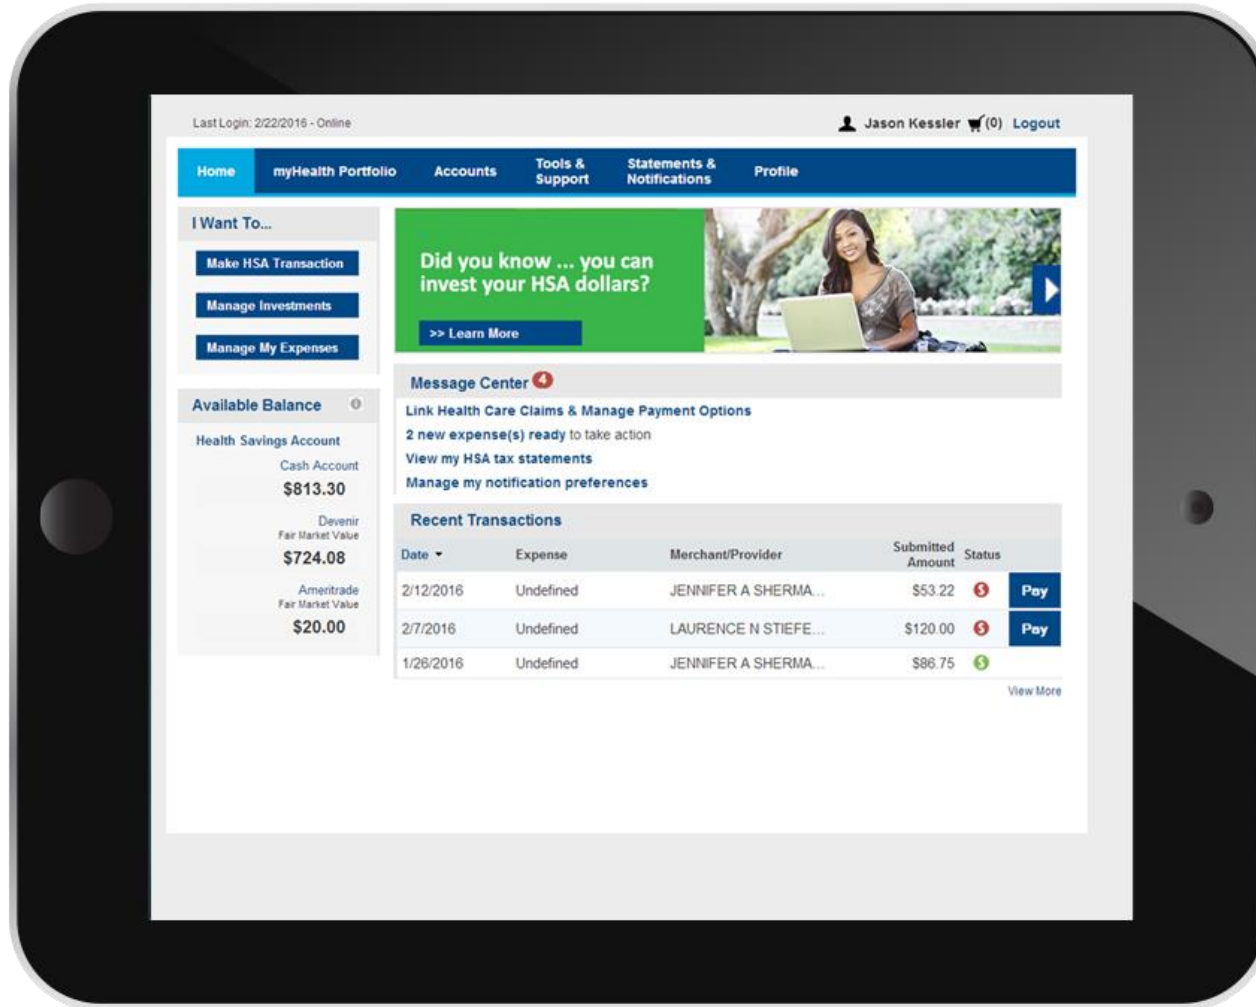 Last Login: 2/22/2016 - Online
Jason Kessler (0) Logout
Home myHealth Portfolio Accounts Tools & Support Statements & Notifications Profile
I Want To...
Make HSA Transaction
Manage Investments
Manage My Expenses
Available Balance
Health Savings Account
Cash Account
$813.30
Devenir
Fair Market Value
$724.08
Ameritrade
Fair Market Value
$20.00
Did you know ... you can
invest your HSA dollars?
>> Learn More
Message Center 4
Link Health Care Claims & Manage Payment Options
2 new expense(s) ready to take action
View my HSA tax statements
Manage my notification preferences
Recent Transactions
Date Expense Merchant/Provider Submitted Amount Status
2/12/2016 Undefined JENNIFER A SHERMA... $53.22 $ Pay
2/7/2016 Undefined LAURENCE N STIEFE... $120.00 $ Pay
1/26/2016 Undefined JENNIFER A SHERMA... $86.75 $
View More